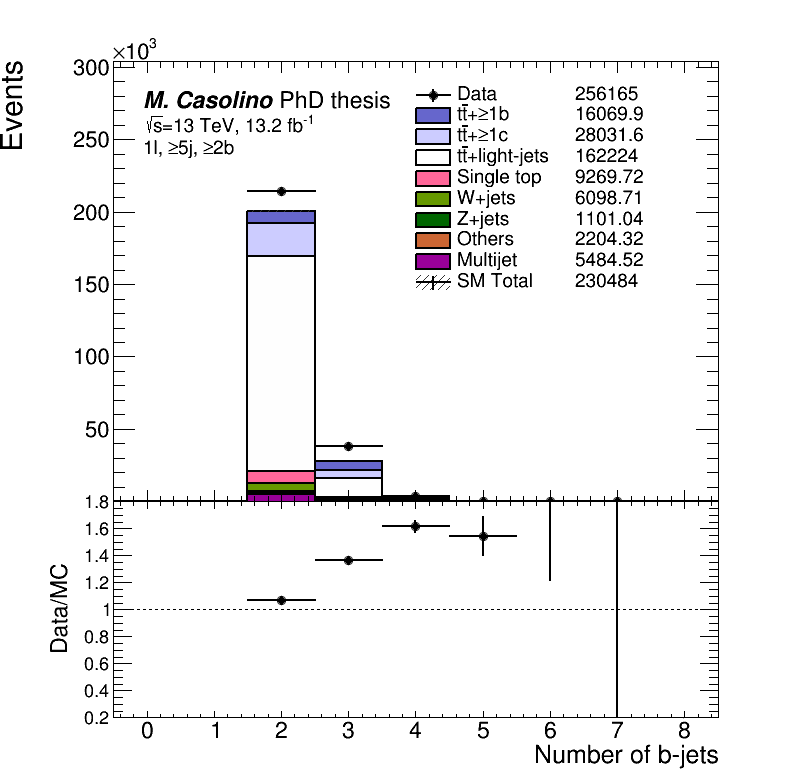 ×10³
Events
300
250
200
150
100
50
M. Casolino PhD thesis
√s=13 TeV, 13.2 fb⁻¹
1l, ≥5j, ≥2b
Data 256165
tt̄+≥1b 16069.9
tt̄+≥1c 28031.6
tt̄+light-jets 162224
Single top 9269.72
W+jets 6098.71
Z+jets 1101.04
Others 2204.32
Multijet 5484.52
SM Total 230484
Data/MC
1.8
1.6
1.4
1.2
1
0.8
0.6
0.4
0.2
0 1 2 3 4 5 6 7 8
Number of b-jets